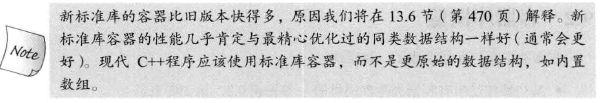 新标准库的容器比旧版本快得多，原因我们将在 13.6 节（第 470 页）解释。新
标准库容器的性能几乎肯定与最精心优化过的同类数据结构一样好（通常会更
好）。现代 C++程序应该使用标准库容器，而不是更原始的数据结构，如内置
数组。
Note